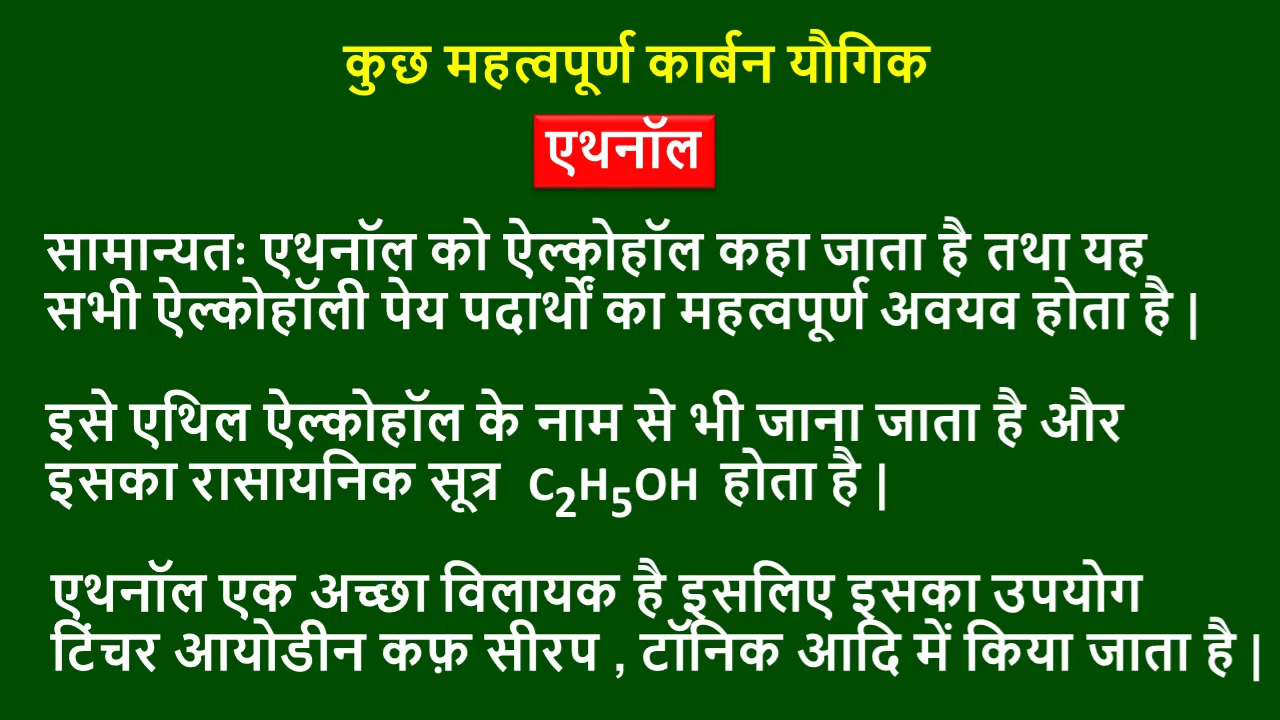 कुछ महत्वपूर्ण कार्बन यौगिक
एथनॉल
सामान्यतः एथनॉल को ऐल्कोहॉल कहा जाता है तथा यह
सभी ऐल्कोहॉली पेय पदार्थों का महत्वपूर्ण अवयव होता है |
इसे एथिल ऐल्कोहॉल के नाम से भी जाना जाता है और
इसका रासायनिक सूत्र C₂H₅OH होता है |
एथनॉल एक अच्छा विलायक है इसलिए इसका उपयोग
टिंचर आयोडीन कफ़ सीरप , टॉनिक आदि में किया जाता है |